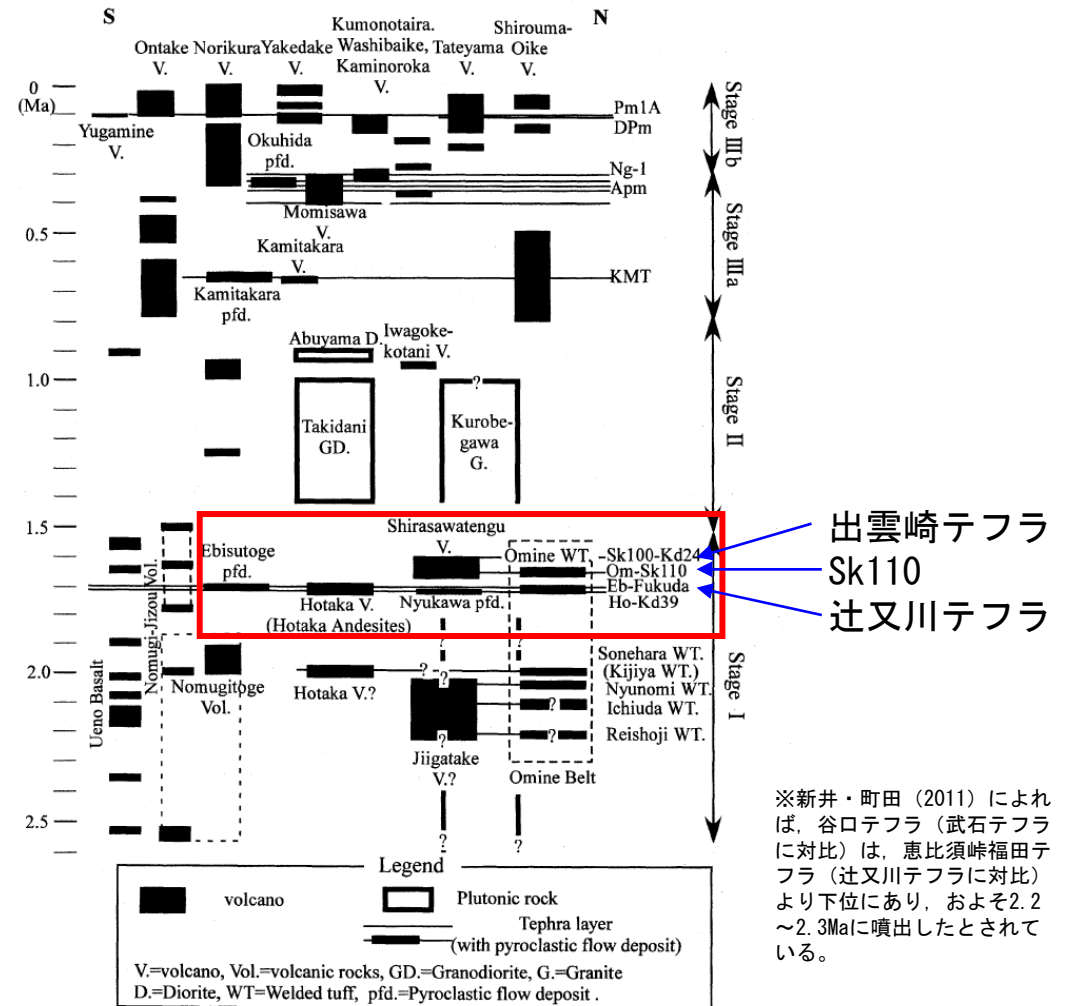 S
N
Ontake
V.
Norikura
V.
Yakedake
V.
Kumonotaira.
Washibaike,
Kaminoroka
V.
Tateyama
V.
Shirouma-
Oike
V.
0
(Ma)
Yugamine
V.
Okuhida
pfd.
Pm1A
DPm
Ng-1
Apm
Stage Ⅲb
Momisawa
V.
Kamitakara
V.
0.5
KMT
Kamitakara
pfd.
Stage Ⅲa
Abuyama D.
Iwagoke-
kotani V.
1.0
?
Takidani
GD.
Kurobe-
gawa
G.
Stage Ⅱ
1.5
Shirasawatengu
V.
Ebisutoge
pfd.
Omine WT.
Sk100-Kd24
Om-Sk110
Eb-Fukuda
Ho-Kd39
出雲崎テフラ
Sk110
辻又川テフラ
Hotaka V.
(Hotaka Andesites)
Nyukawa pfd.
Nomugi-Jizou Vol.
?
?
2.0
Nomugitoge
Vol.
Hotaka V.?
?
?
Sonehara WT.
(Kijiya WT.)
Nyunomi WT.
?
Ichiuda WT.
?
?
Reishoji WT.
Stage Ⅰ
Ueno Basalt
Jiigatake
V.?
Omine Belt
2.5
?
?
※新井・町田（2011）によれ
ば，谷口テフラ（武石テフラ
に対比）は，恵比須峠福田テ
フラ（辻又川テフラに対比）
より下位にあり，およそ2.2
～2.3Maに噴出したとされて
いる。
Legend
volcano
Plutonic rock
Tephra layer
(with pyroclastic flow deposit)
V.=volcano, Vol.=volcanic rocks, GD.=Granodiorite, G.=Granite
D.=Diorite, WT=Welded tuff, pfd.=Pyroclastic flow deposit .